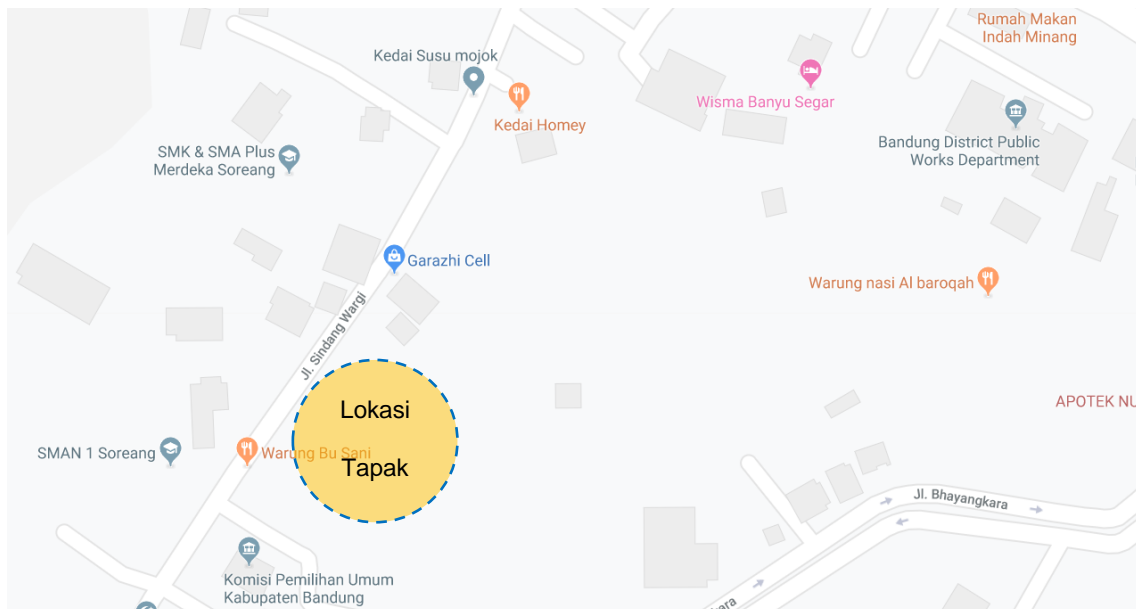 Rumah Makan
Indah Minang
Kedai Susu mojok
Wisma Banyu Segar
Kedai Homey
Bandung District Public
Works Department
SMK & SMA Plus
Merdeka Soreang
Garazhi Cell
Warung nasi Al baroqah
Jl. Sindang Wargi
Lokasi
Tapak
APOTEK NU
SMAN 1 Soreang
Warung Bu Sani
Jl. Bhayangkara
Komisi Pemilihan Umum
Kabupaten Bandung